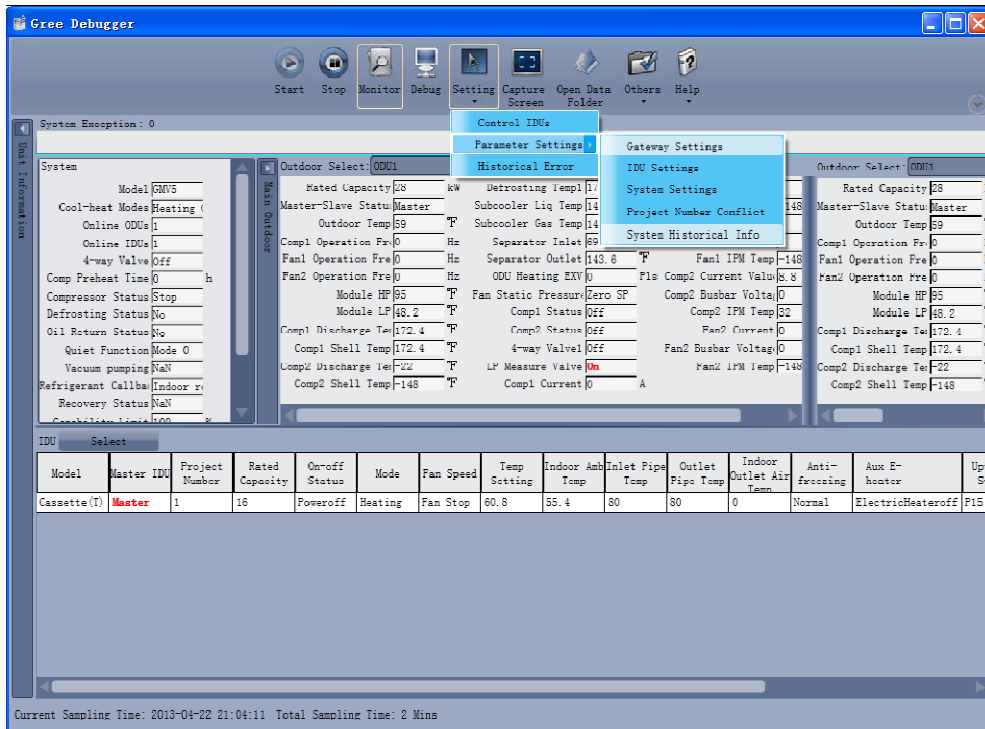 Gree Debugger
Start Stop Monitor Debug Setting Capture Screen Open Data Folder Others Help
Control IDUs
Parameter Settings
Historical Error
Gateway Settings
IDU Settings
System Settings
Project Number Conflict
System Historical Info
System Exception: 0
Unit Information
System
Model GMV5
Cool-heat Modes Heating (
Online ODUs 1
Online IDUs 1
4-way Valve Off
Comp Preheat Time 0 h
Compressor Status Stop
Defrosting Status No
Oil Return Status No
Quiet Function Mode 0
Vacuum pumping NaN
Refrigerant Callba Indoor r
Recovery Status NaN
Capability Limit 100 %
Main Outdoor
Outdoor Select: ODU1
Rated Capacity 28 kW
Master-Slave Statu Master
Outdoor Temp 59 °F
Comp1 Operation Fr 0 Hz
Fan1 Operation Fre 0 Hz
Fan2 Operation Fre 0 Hz
Module HP 95 °F
Module LP 48.2 °F
Comp1 Discharge Te 172.4 °F
Comp1 Shell Temp 172.4 °F
Comp2 Discharge Te -22 °F
Comp2 Shell Temp -148 °F
Defrosting Temp1 17
Subcooler Liq Temp 14
Subcooler Gas Temp 14
Separator Inlet 69
Separator Outlet 143.6 °F
ODU Heating EXV 0 Pls
Fan Static Pressure Zero SP
Comp1 Status Off
Comp2 Status Off
4-way Valve1 Off
LP Measure Valve On
Comp1 Current 0 A
148
Fan1 IPM Temp -148
Comp2 Current Valu 8.8
Comp2 Busbar Volta 0
Comp2 IPM Temp 32
Fan2 Current 0
Fan2 Busbar Voltag 0
Fan2 IPM Temp -148
Outdoor Select: ODU1
Rated Capacity 28
Master-Slave Statu Master
Outdoor Temp 59
Comp1 Operation Fr 0
Fan1 Operation Fre 0
Fan2 Operation Fre 0
Module HP 95
Module LP 48.2
Comp1 Discharge Te 172.4
Comp1 Shell Temp 172.4
Comp2 Discharge Te -22
Comp2 Shell Temp -148
IDU Select
Model Master IDU Project Number Rated Capacity On-off Status Mode Fan Speed Temp Setting Indoor Amb Temp Inlet Pipe Temp Outlet Pipe Temp Indoor Outlet Air Temp Anti-freezing Aux E-heater
Cassette(T) Master 1 16 Poweroff Heating Fan Stop 60.8 55.4 80 80 0 Normal ElectricHeateroff P15
Current Sampling Time: 2013-04-22 21:04:11 Total Sampling Time: 2 Mins